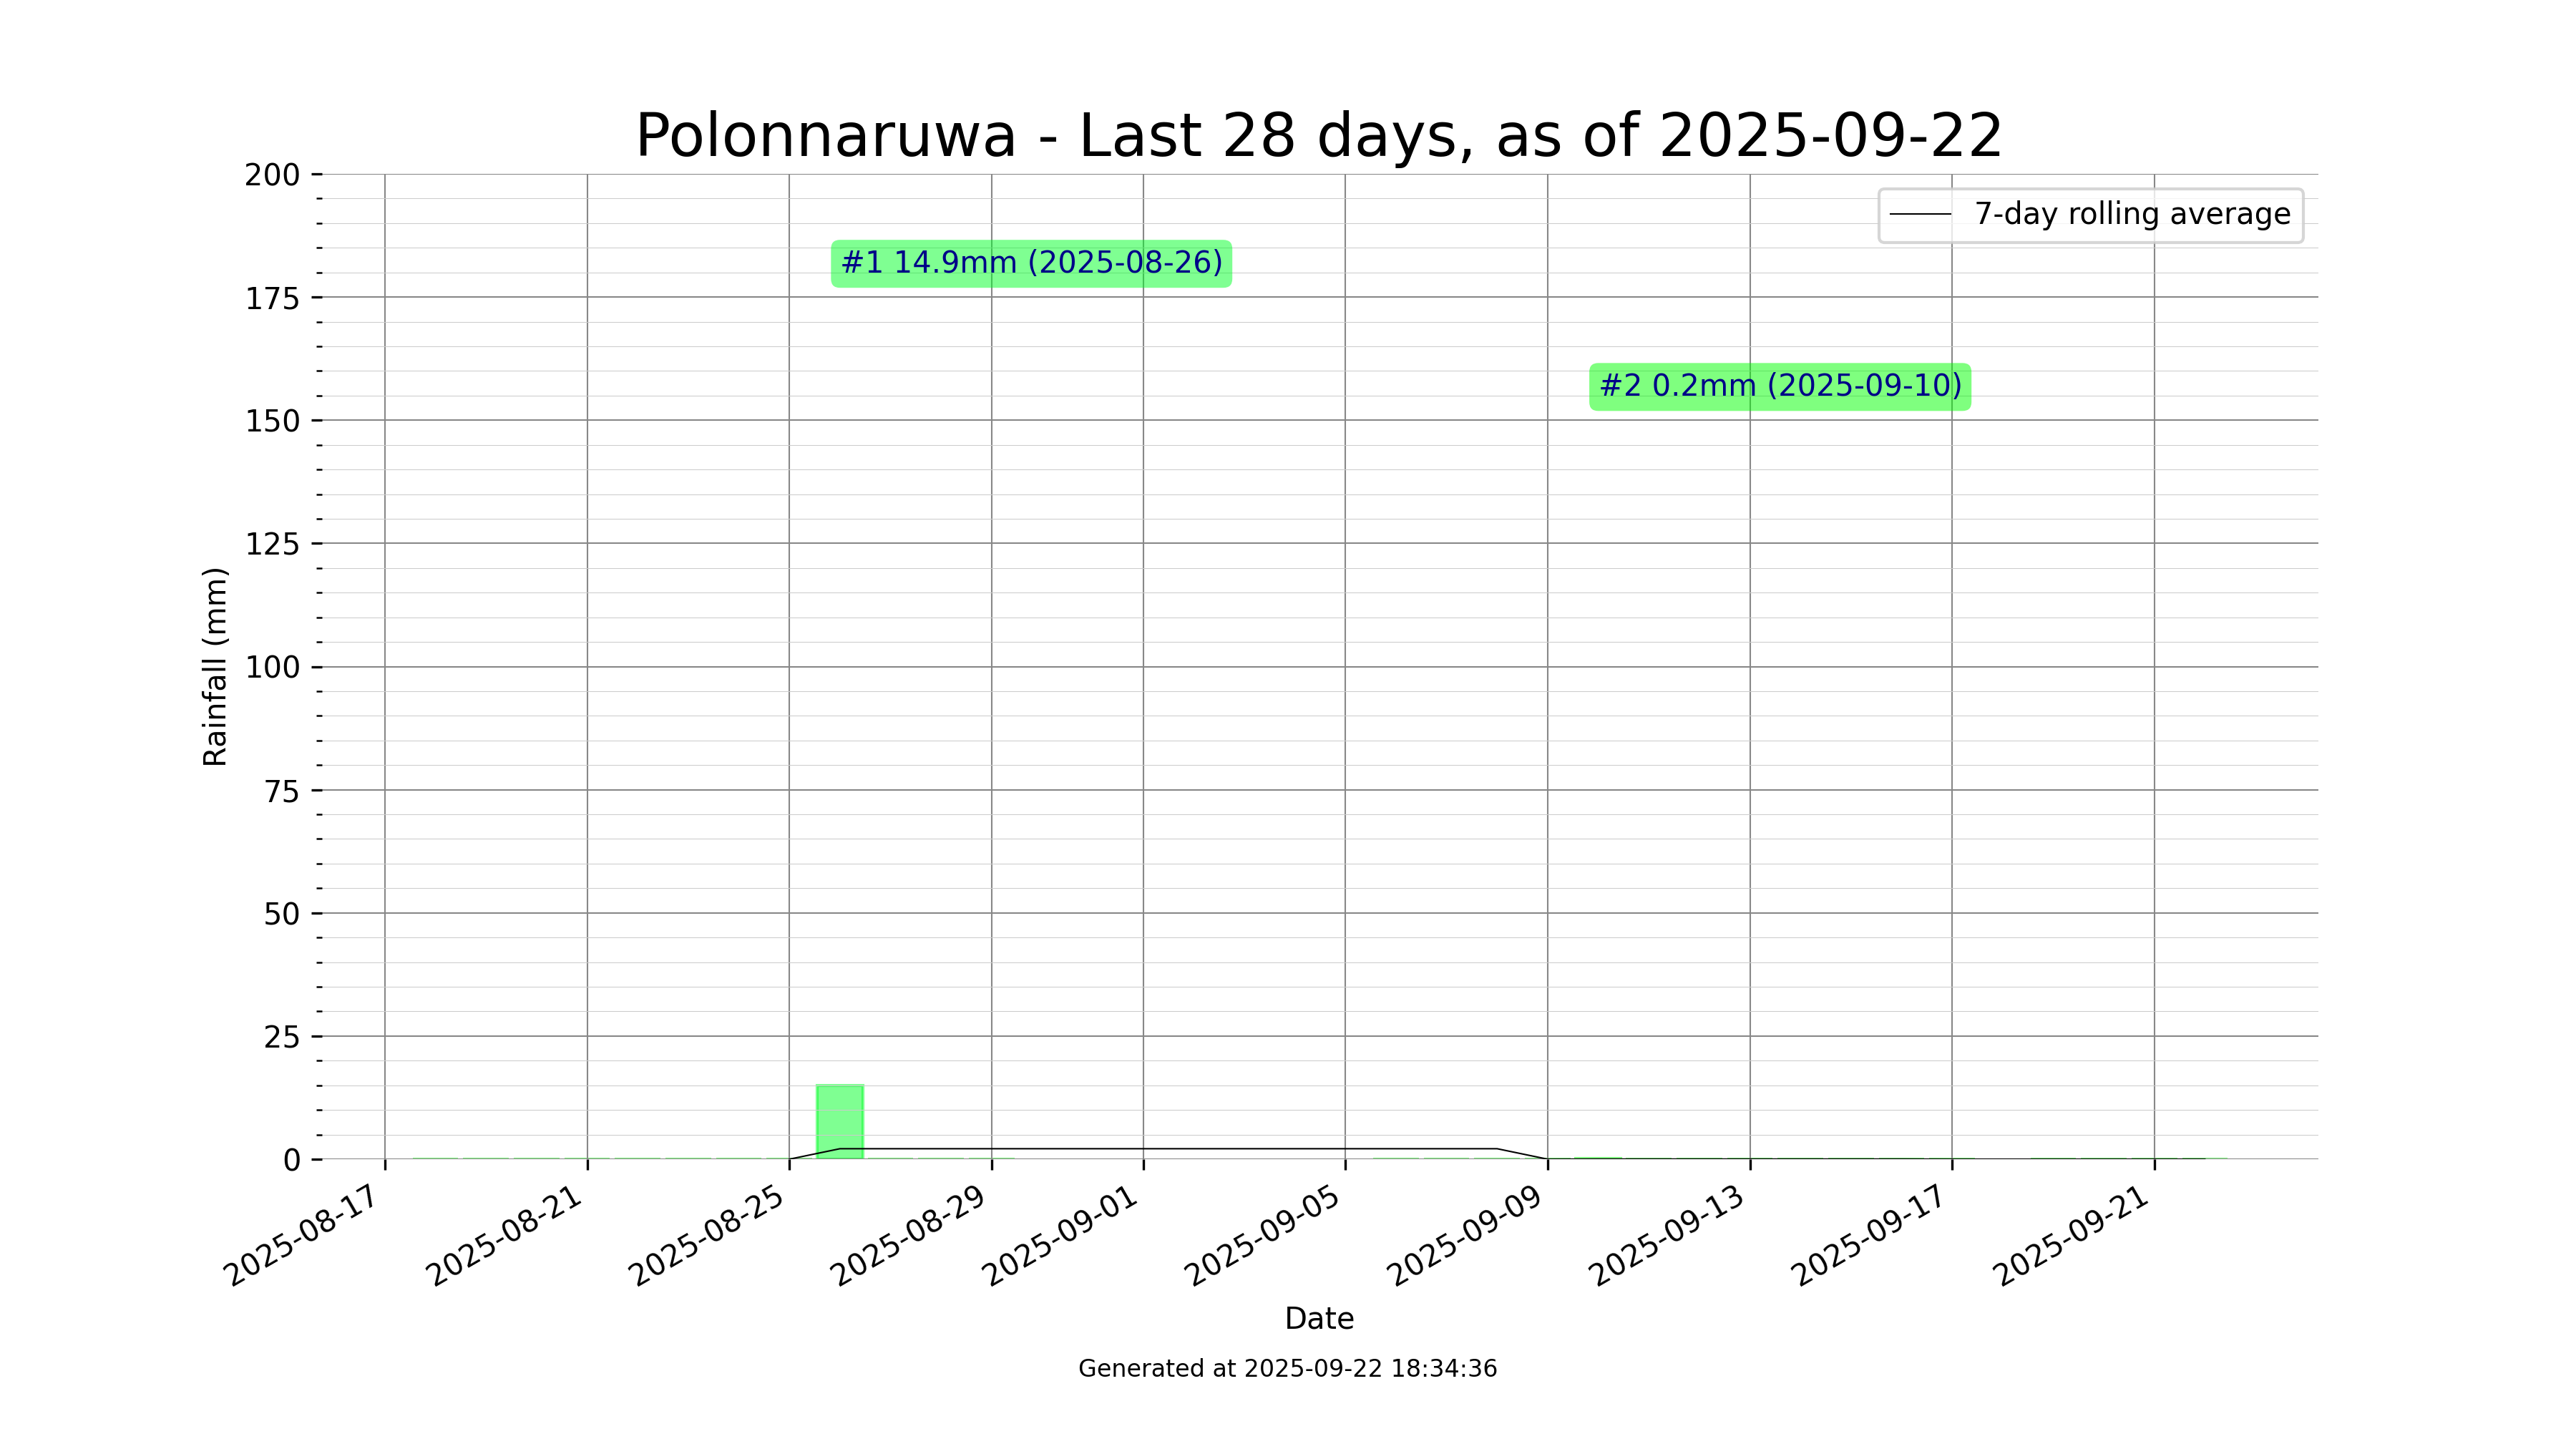 Polonnaruwa - Last 28 days, as of 2025-09-22
7-day rolling average
#1 14.9mm (2025-08-26)
#2 0.2mm (2025-09-10)
Rainfall (mm)
200
175
150
125
100
75
50
25
0
2025-08-17
2025-08-21
2025-08-25
2025-08-29
2025-09-01
2025-09-05
2025-09-09
2025-09-13
2025-09-17
2025-09-21
Date
Generated at 2025-09-22 18:34:36